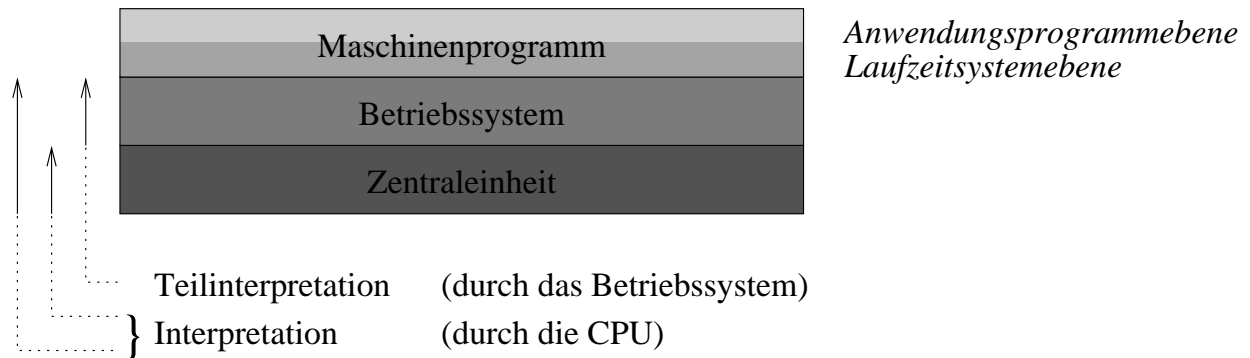 Maschinenprogramm
Anwendungsprogrammebene
Laufzeitsystemebene
Betriebssystem
Zentraleinheit
Teilinterpretation (durch das Betriebssystem)
} Interpretation (durch die CPU)